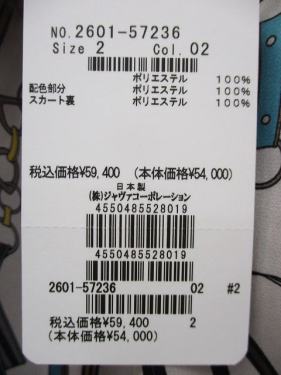 NO.2601-57236
Size 2 Col. 02
ポリエステル 100%
配色部分 ポリエステル 100%
スカート裏 ポリエステル 100%
税込価格¥59,400 (本体価格¥54,000)
日本製
(株)ジャヴァコーポレーション
4550485528019
4550485528019
2601-57236 02 #2
税込価格¥59,400 2
(本体価格¥54,000)